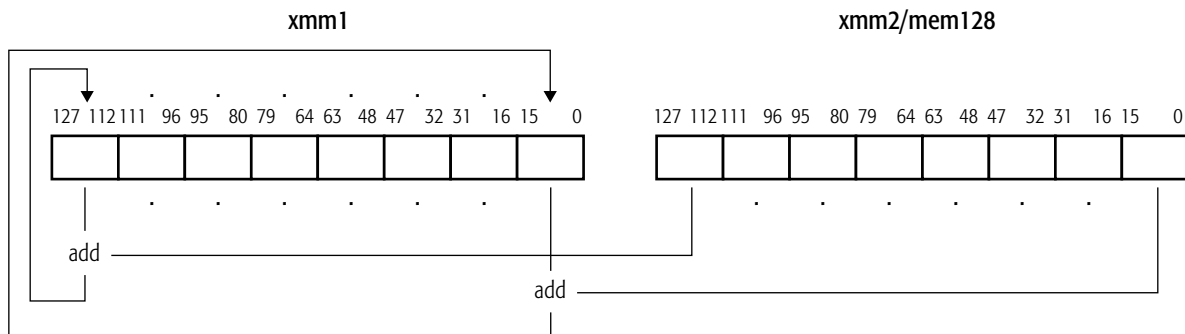 xmm1 xmm2/mem128
. . . . . .
127 112 111 96 95 80 79 64 63 48 47 32 31 16 15 0 127 112 111 96 95 80 79 64 63 48 47 32 31 16 15 0
. . . . . . . . . . . .
add
add